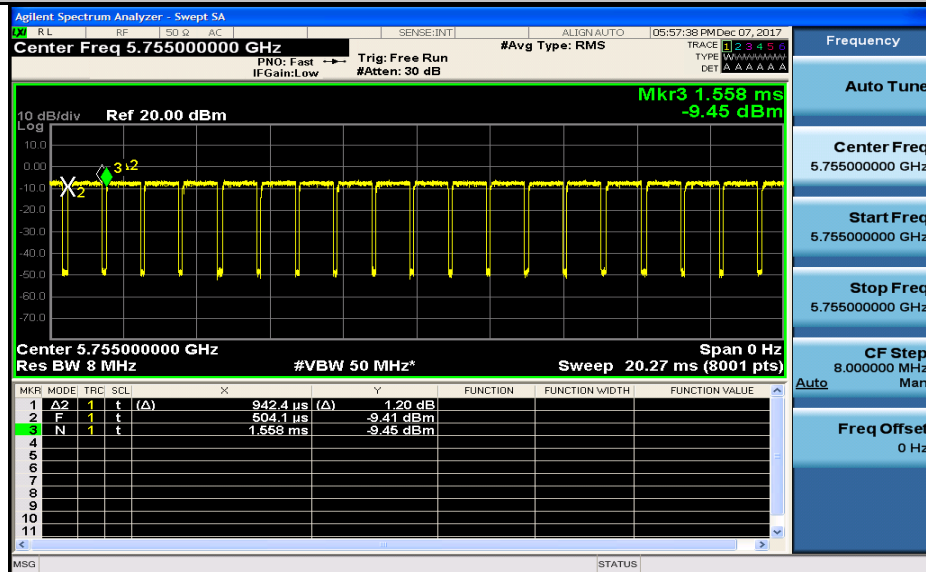 Agilent Spectrum Analyzer - Swept SA
LXI RL RF 50 Ω AC SENSE:INT ALIGN AUTO 05:57:38 PM Dec 07, 2017
Center Freq 5.755000000 GHz #Avg Type: RMS TRACE 1 2 3 4 5 6
PNO: Fast Trig: Free Run TYPE WWWWWW
IFGain:Low #Atten: 30 dB DET A A A A A A
Mkr3 1.558 ms
10 dB/div Ref 20.00 dBm -9.45 dBm
Log
10.0
0.00
-10.0
-20.0
-30.0
-40.0
-50.0
-60.0
-70.0
2
3 Δ2
Center 5.755000000 GHz Span 0 Hz
Res BW 8 MHz #VBW 50 MHz* Sweep 20.27 ms (8001 pts)
MKR MODE TRC SCL X Y FUNCTION FUNCTION WIDTH FUNCTION VALUE
1 Δ2 1 t (Δ) 942.4 µs (Δ) 1.20 dB
2 F 1 t 504.1 µs -9.41 dBm
3 N 1 t 1.558 ms -9.45 dBm
4
5
6
7
8
9
10
11
MSG STATUS
Frequency
Auto Tune
Center Freq
5.755000000 GHz
Start Freq
5.755000000 GHz
Stop Freq
5.755000000 GHz
CF Step
8.000000 MHz
Auto Man
Freq Offset
0 Hz